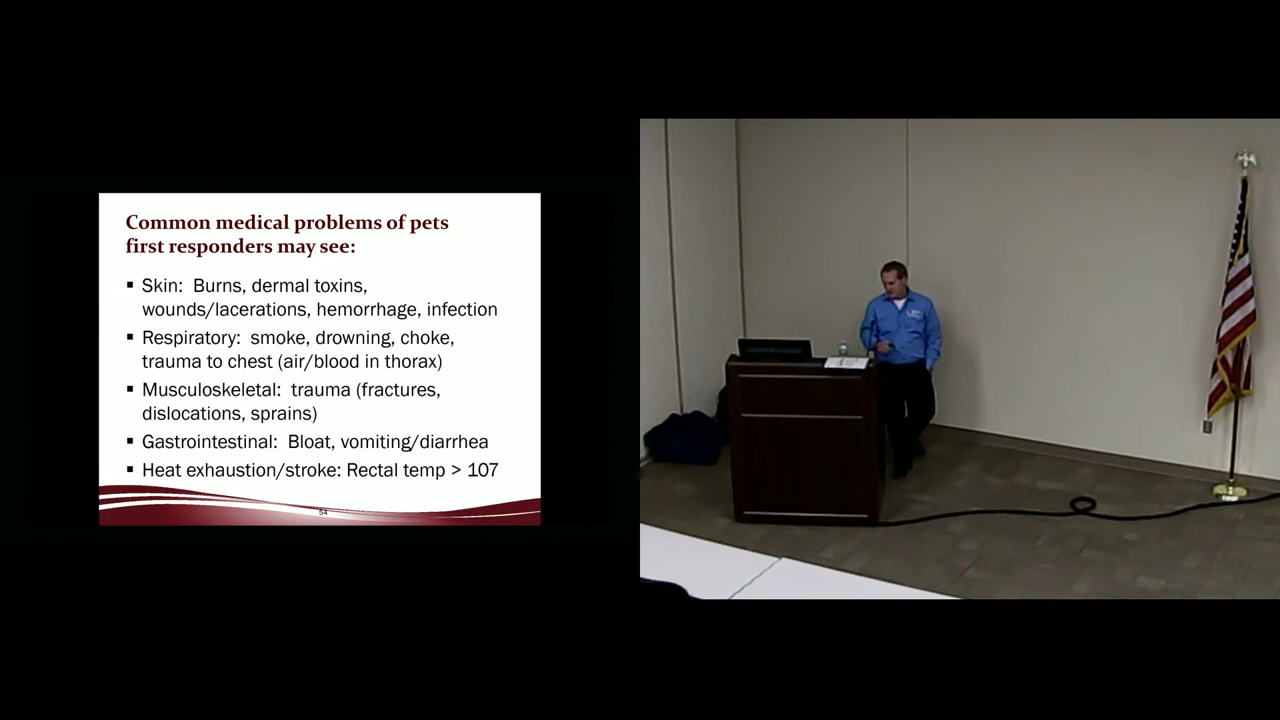 Common medical problems of pets
first responders may see:
▪ Skin: Burns, dermal toxins,
wounds/lacerations, hemorrhage, infection
▪ Respiratory: smoke, drowning, choke,
trauma to chest (air/blood in thorax)
▪ Musculoskeletal: trauma (fractures,
dislocations, sprains)
▪ Gastrointestinal: Bloat, vomiting/diarrhea
▪ Heat exhaustion/stroke: Rectal temp > 107
54